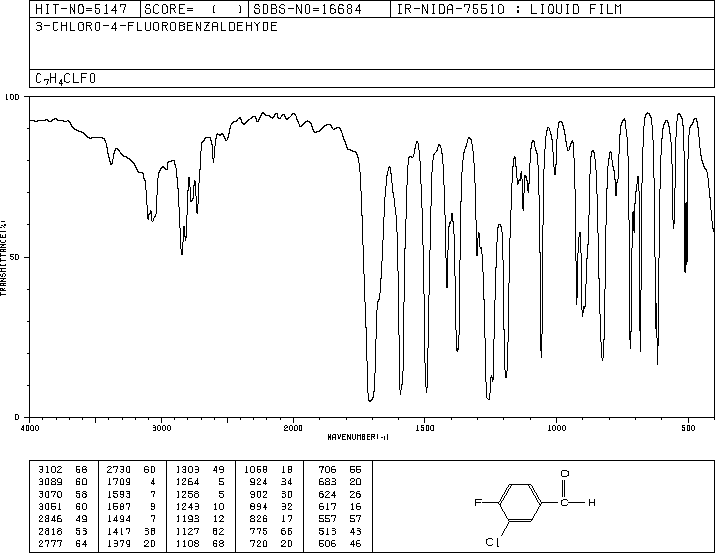 HIT-NO=5147 SCORE= ( ) SDBS-NO=16684 IR-NIDA-75510 : LIQUID FILM
3-CHLORO-4-FLUOROBENZALDEHYDE
C7H4CLFO
100
50
0
TRANSMITTANCE(%)
4000 3000 2000 1500 1000 500
WAVENUMBER(-1)
3102 68 2730 60 1303 49 1068 18 706 55
3089 60 1709 4 1264 5 924 34 683 20
3070 58 1593 7 1258 5 902 30 624 26
3051 60 1587 9 1243 10 894 32 617 16
2846 49 1494 7 1193 12 826 17 557 57
2818 53 1417 38 1127 62 775 66 513 43
2777 64 1379 20 1108 68 720 20 506 46
O
F C H
Cl